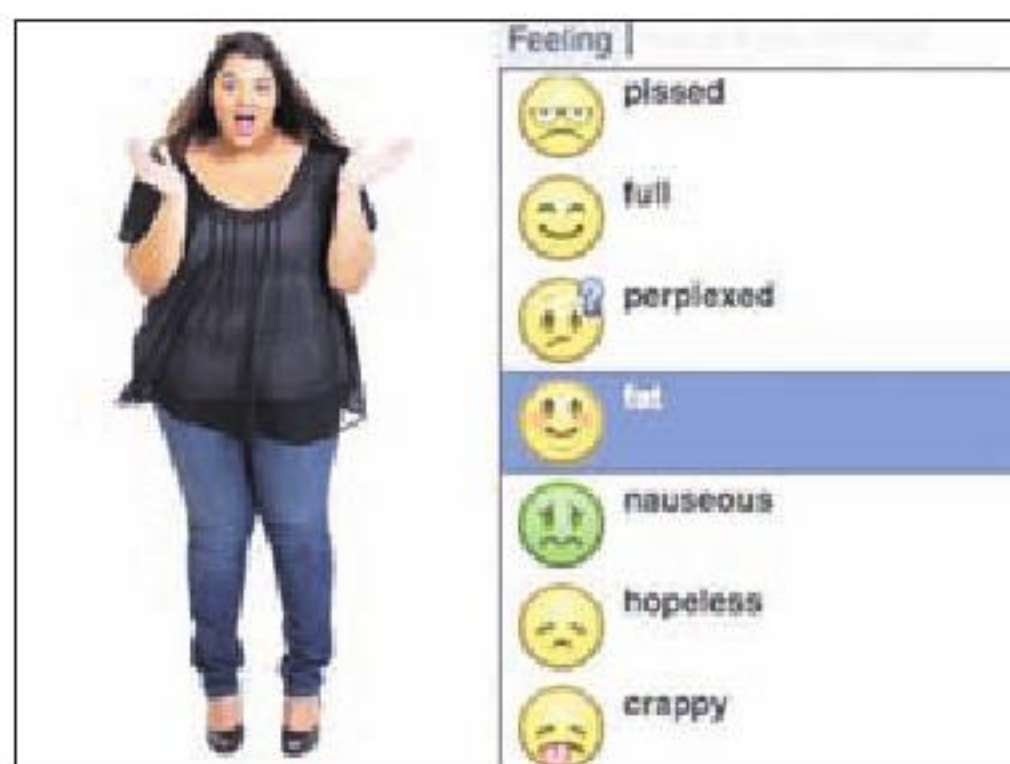 Feeling
pissed
full
perplexed
fat
nauseous
hopeless
crappy